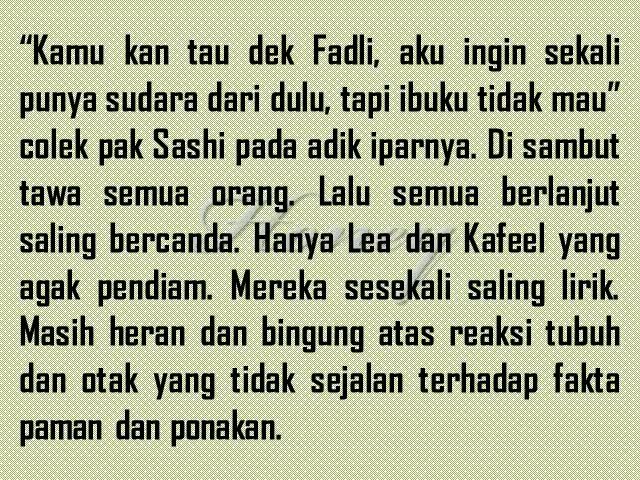 “Kamu kan tau dek Fadli, aku ingin sekali
punya sudara dari dulu, tapi ibuku tidak mau”
colek pak Sashi pada adik iparnya. Di sambut
tawa semua orang. Lalu semua berlanjut
saling bercanda. Hanya Lea dan Kafeel yang
agak pendiam. Mereka sesekali saling lirik.
Masih heran dan bingung atas reaksi tubuh
dan otak yang tidak sejalan terhadap fakta
paman dan ponakan.